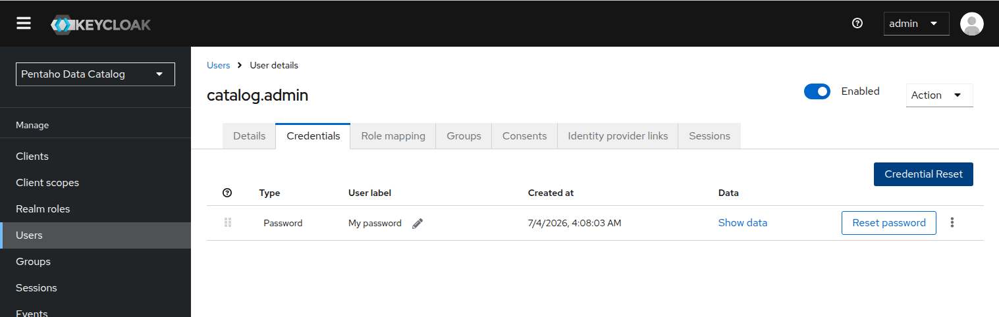 KEYCLOAK
admin
Pentaho Data Catalog
Manage
Clients
Client scopes
Realm roles
Users
Groups
Sessions
Events
Users > User details
catalog.admin
Enabled
Action
Details Credentials Role mapping Groups Consents Identity provider links Sessions
Credential Reset
Type User label Created at Data
Password My password 7/4/2026, 4:08:03 AM Show data Reset password